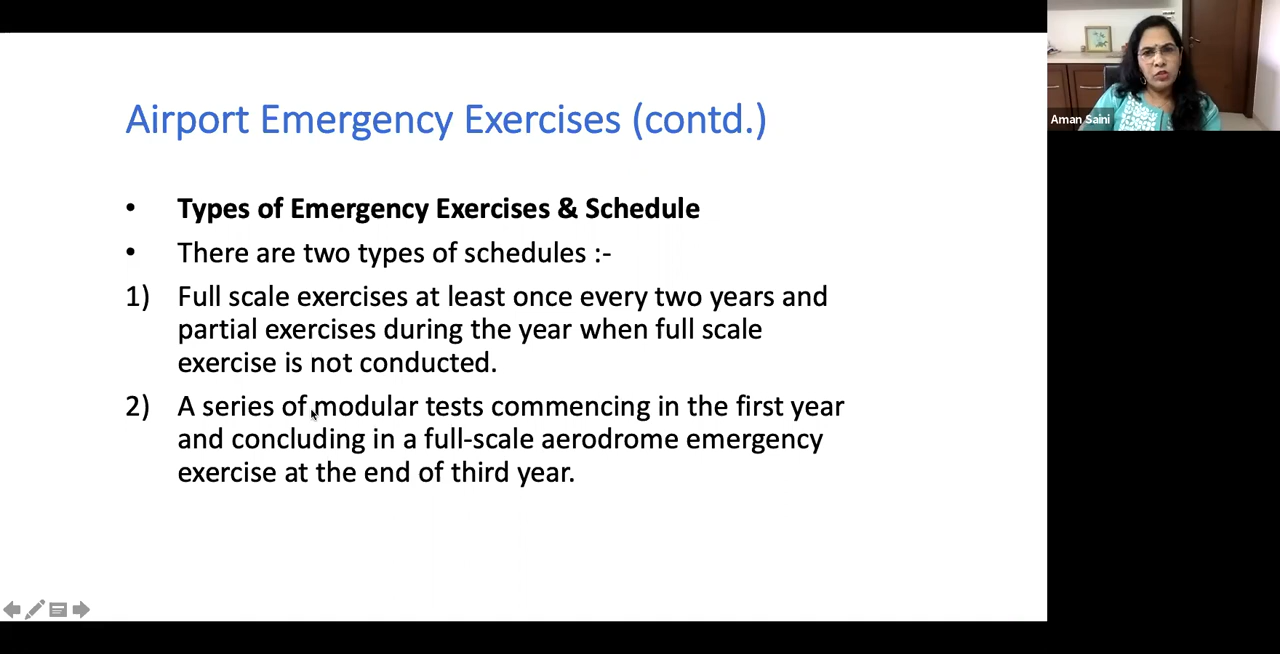 Airport Emergency Exercises (contd.)
• Types of Emergency Exercises & Schedule
• There are two types of schedules :-
1) Full scale exercises at least once every two years and
partial exercises during the year when full scale
exercise is not conducted.
2) A series of modular tests commencing in the first year
and concluding in a full-scale aerodrome emergency
exercise at the end of third year.
Aman Saini